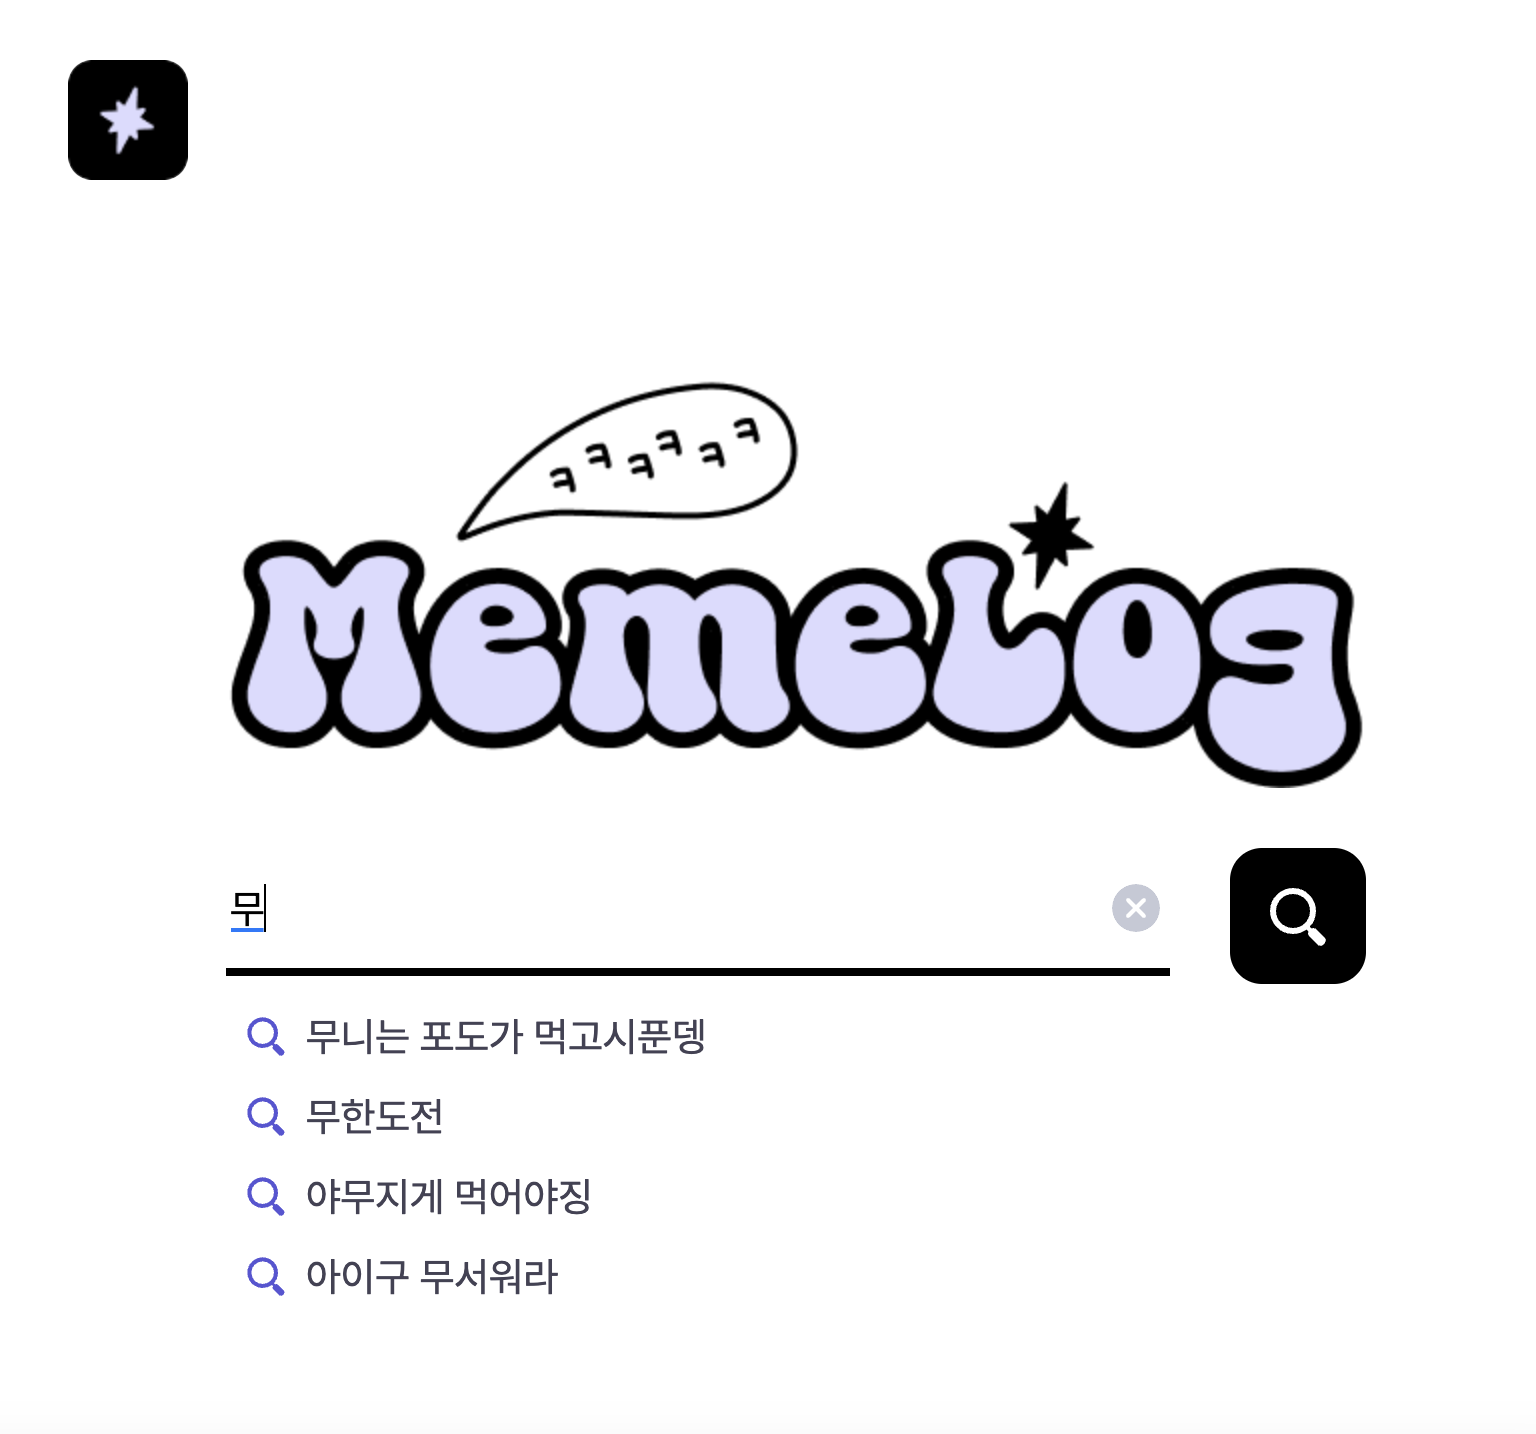 ㅋㅋㅋㅋㅋㅋ
MemeLog
무
무니는 포도가 먹고시푼뎅
무한도전
야무지게 먹어야징
아이구 무서워라